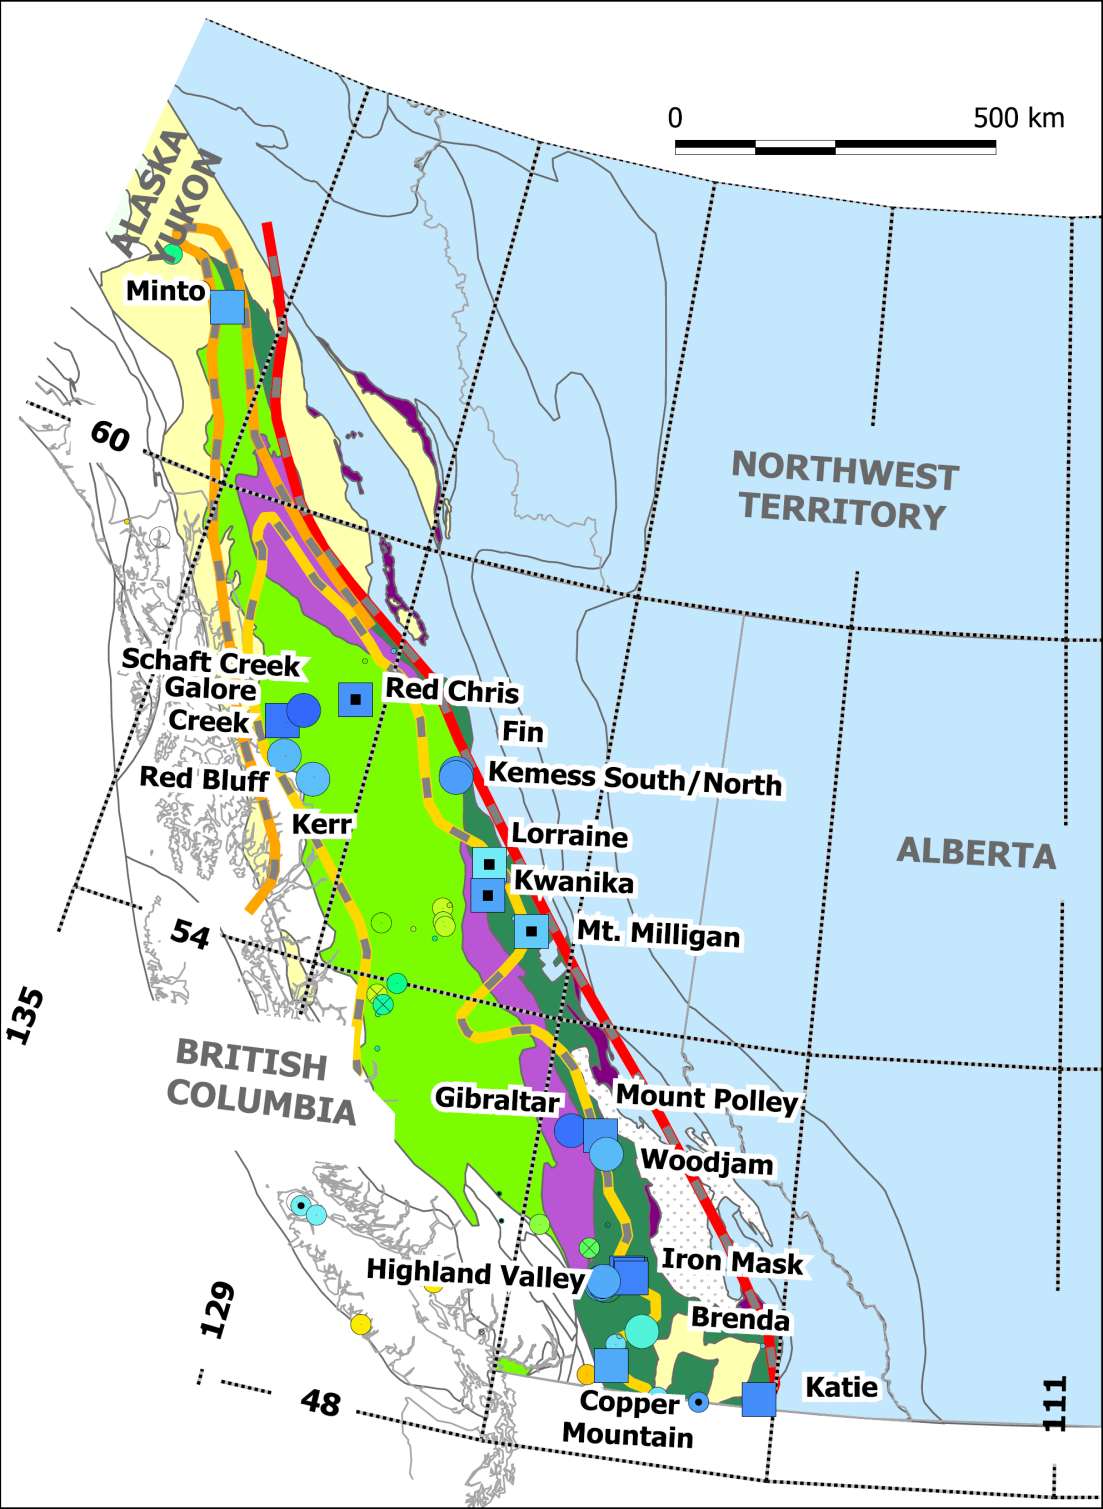 0 500 km
ALASKA
YUKON
Minto
60
NORTHWEST
TERRITORY
Schaft Creek
Galore
Creek
Red Chris
Fin
Red Bluff
Kemess South/North
Kerr
Lorraine
ALBERTA
Kwanika
54
Mt. Milligan
135
BRITISH
COLUMBIA
Gibraltar
Mount Polley
Woodjam
Highland Valley
Iron Mask
129
Brenda
Katie
48
Copper
Mountain
111